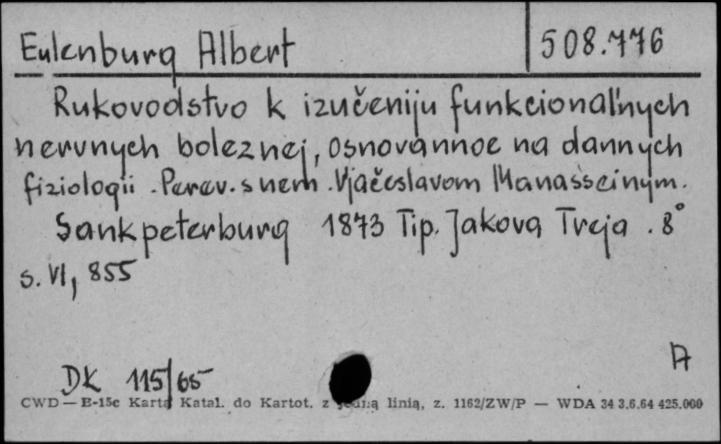 Eulenburg Albert 508.776
Rukovodstvo k izučeniju funkcional'nych
nervnych boleznej, osnovannoe na dannych
fiziologii. Perev. s nem. Vjačeslavom Manasseinym.
Sankpeterburg 1873 Tip. Jakova Treja. 8°
s. VI, 855
A
DK 115/65
CWD — B-15c Karta Katal. do Kartot. z jedną linią, z. 1162/ZW/P — WDA 34 3.6.64 425.000